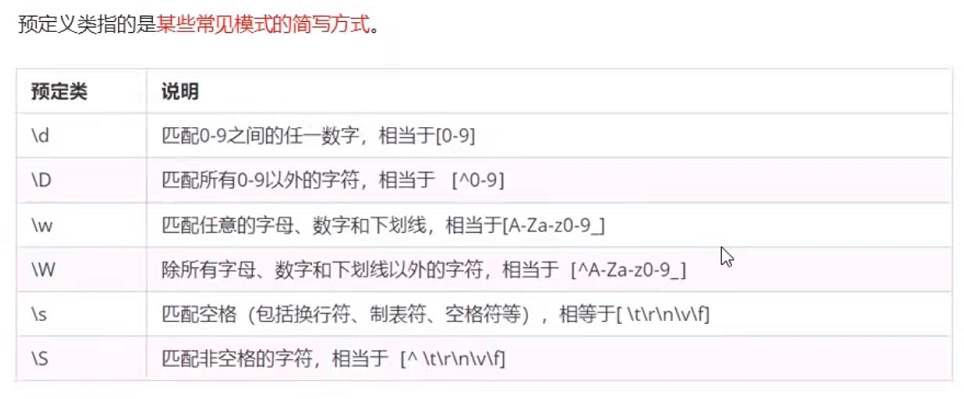 预定义类指的是某些常见模式的简写方式。
预定类 说明
\d 匹配0-9之间的任一数字，相当于[0-9]
\D 匹配所有0-9以外的字符，相当于 [^0-9]
\w 匹配任意的字母、数字和下划线，相当于[A-Za-z0-9_]
\W 除所有字母、数字和下划线以外的字符，相当于 [^A-Za-z0-9_]
\s 匹配空格（包括换行符、制表符、空格符等），相等于[ \t\r\n\v\f]
\S 匹配非空格的字符，相当于 [^ \t\r\n\v\f]